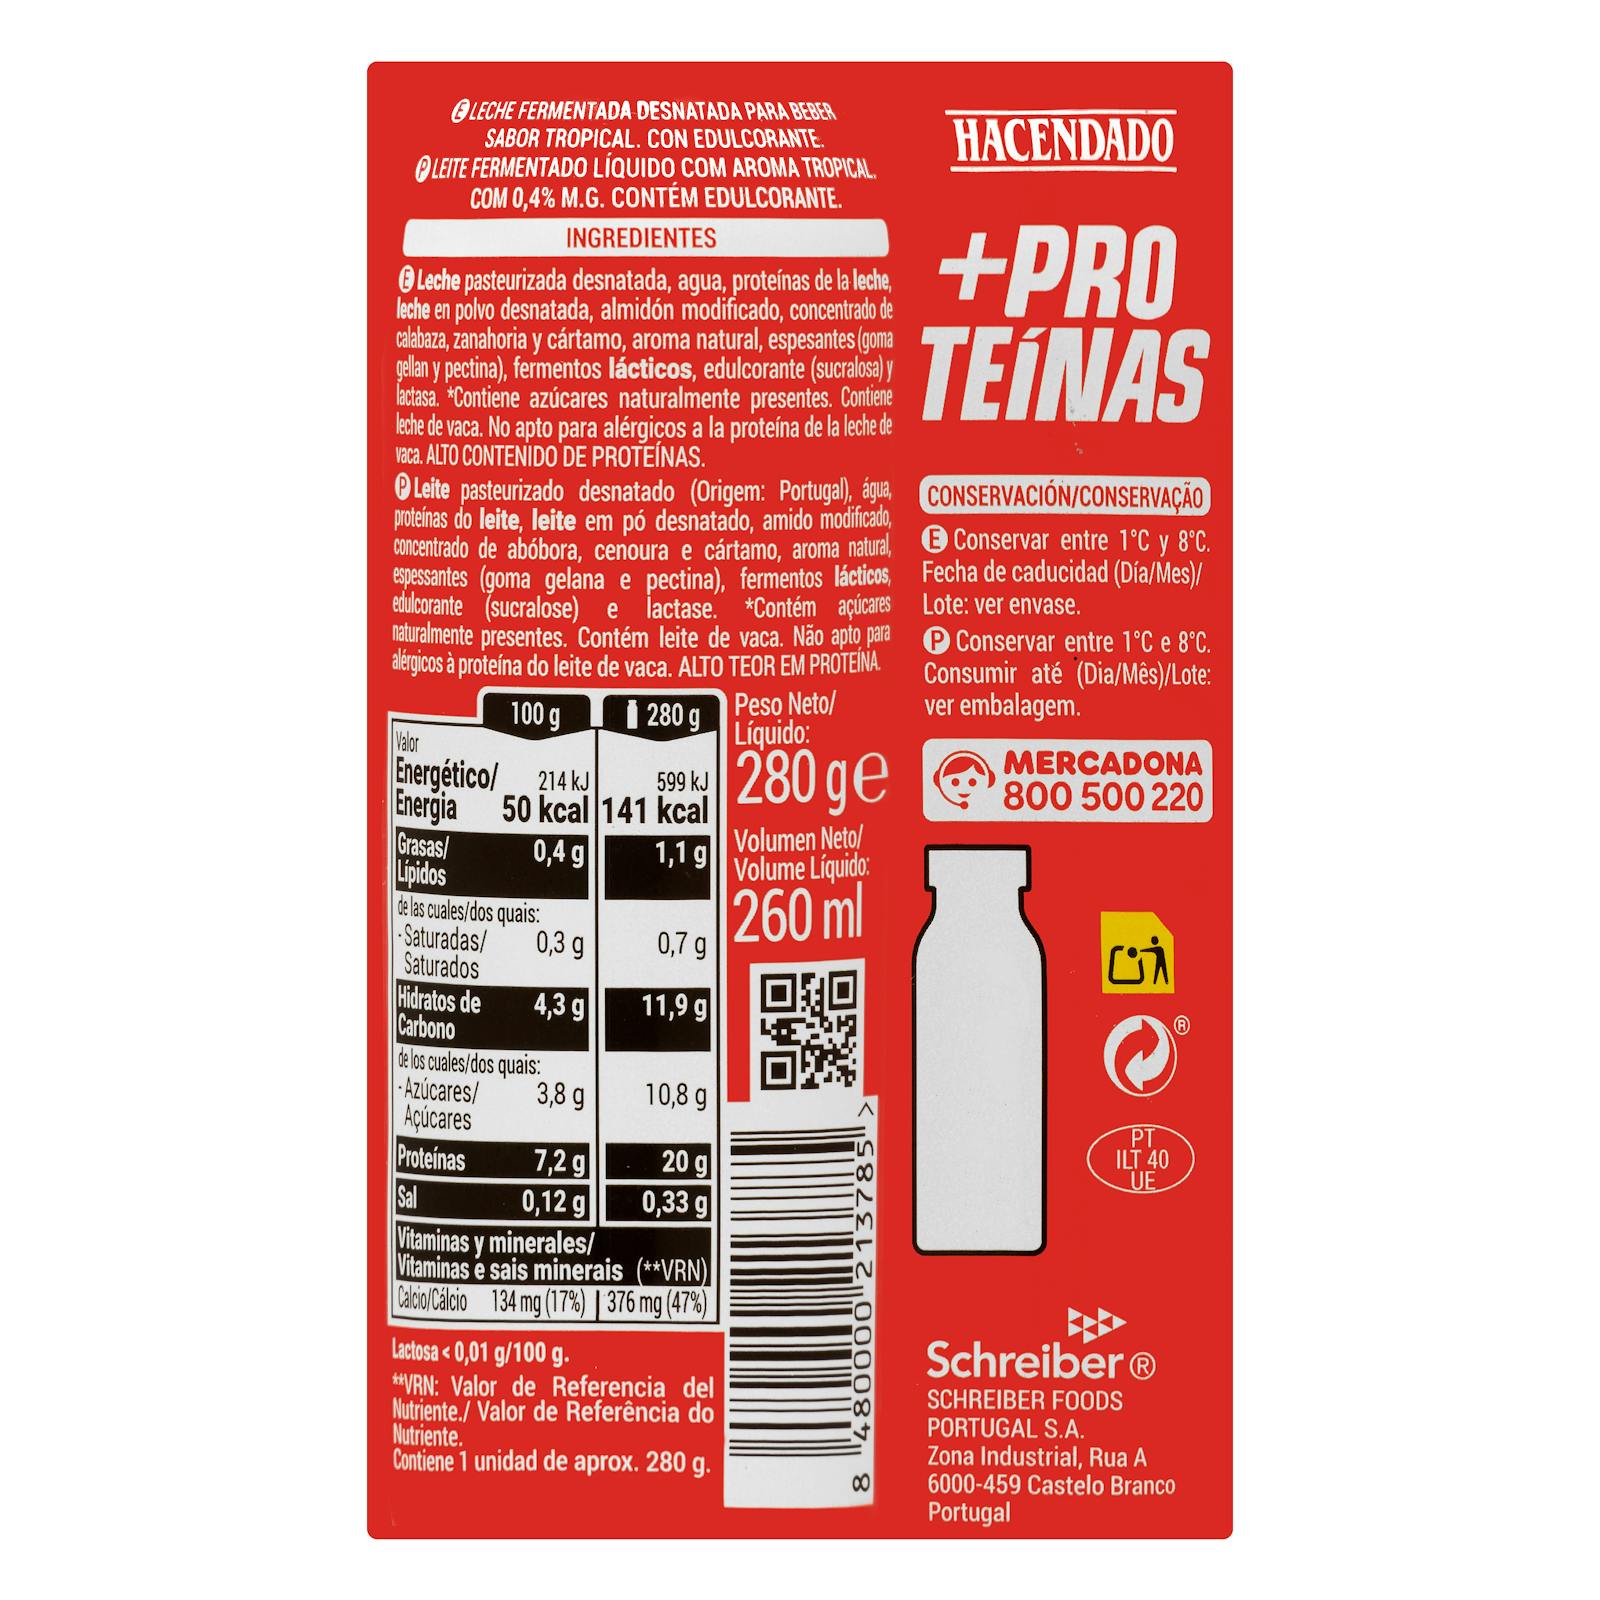 E LECHE FERMENTADA DESNATADA PARA BEBER
SABOR TROPICAL. CON EDULCORANTE.
P LEITE FERMENTADO LÍQUIDO COM AROMA TROPICAL.
COM 0,4% M.G. CONTÉM EDULCORANTE.
INGREDIENTES
E Leche pasteurizada desnatada, agua, proteínas de la leche,
leche en polvo desnatada, almidón modificado, concentrado de
calabaza, zanahoria y cártamo, aroma natural, espesantes (goma
gellan y pectina), fermentos lácticos, edulcorante (sucralosa) y
lactasa. *Contiene azúcares naturalmente presentes. Contiene
leche de vaca. No apto para alérgicos a la proteína de la leche de
vaca. ALTO CONTENIDO DE PROTEÍNAS.
P Leite pasteurizado desnatado (Origem: Portugal), água,
proteínas do leite, leite em pó desnatado, amido modificado,
concentrado de abóbora, cenoura e cártamo, aroma natural,
espessantes (goma gelana e pectina), fermentos lácticos,
edulcorante (sucralose) e lactase. *Contém açúcares
naturalmente presentes. Contém leite de vaca. Não apto para
alérgicos à proteína do leite de vaca. ALTO TEOR EM PROTEÍNA.
100 g 280 g
Valor
Energético/ 214 kJ 599 kJ
Energia 50 kcal 141 kcal
Grasas/ 0,4 g 1,1 g
Lípidos
de las cuales/dos quais:
- Saturadas/ 0,3 g 0,7 g
Saturados
Hidratos de 4,3 g 11,9 g
Carbono
de los cuales/dos quais:
- Azúcares/ 3,8 g 10,8 g
Açúcares
Proteínas 7,2 g 20 g
Sal 0,12 g 0,33 g
Vitaminas y minerales/
Vitaminas e sais minerais (**VRN)
Calcio/Cálcio 134 mg (17%) 376 mg (47%)
Lactosa < 0,01 g/100 g.
**VRN: Valor de Referencia del
Nutriente./ Valor de Referência do
Nutriente.
Contiene 1 unidad de aprox. 280 g.
Peso Neto/
Líquido:
280 g e
Volumen Neto/
Volume Líquido:
260 ml
8 480000 213785 >
HACENDADO
+PRO
TEÍNAS
CONSERVACIÓN/CONSERVAÇÃO
E Conservar entre 1°C y 8°C.
Fecha de caducidad (Día/Mes)/
Lote: ver envase.
P Conservar entre 1°C e 8°C.
Consumir até (Dia/Mês)/Lote:
ver embalagem.
MERCADONA
800 500 220
®
PT
ILT 40
UE
Schreiber ®
SCHREIBER FOODS
PORTUGAL S.A.
Zona Industrial, Rua A
6000-459 Castelo Branco
Portugal